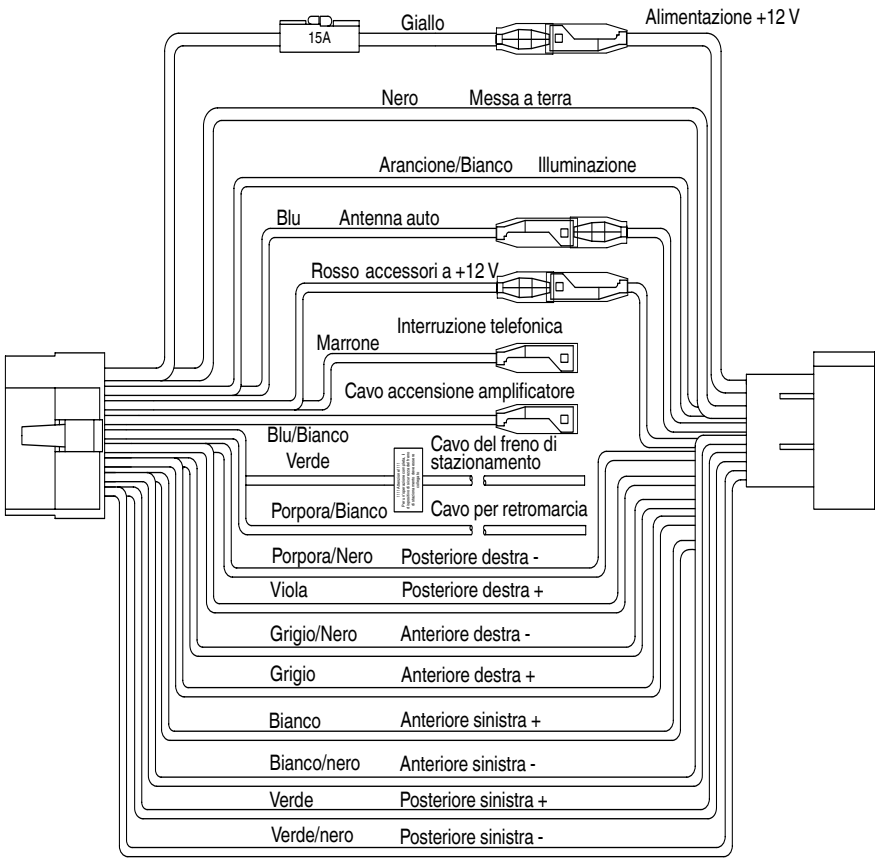 Giallo
Alimentazione +12 V
15A
Nero Messa a terra
Arancione/Bianco Illuminazione
Blu Antenna auto
Rosso accessori a +12 V
Interruzione telefonica
Marrone
Cavo accensione amplificatore
Blu/Bianco
Verde
Cavo del freno di
stazionamento
Porpora/Bianco Cavo per retromarcia
Porpora/Nero Posteriore destra -
Viola Posteriore destra +
Grigio/Nero Anteriore destra -
Grigio Anteriore destra +
Bianco Anteriore sinistra +
Bianco/nero Anteriore sinistra -
Verde Posteriore sinistra +
Verde/nero Posteriore sinistra -